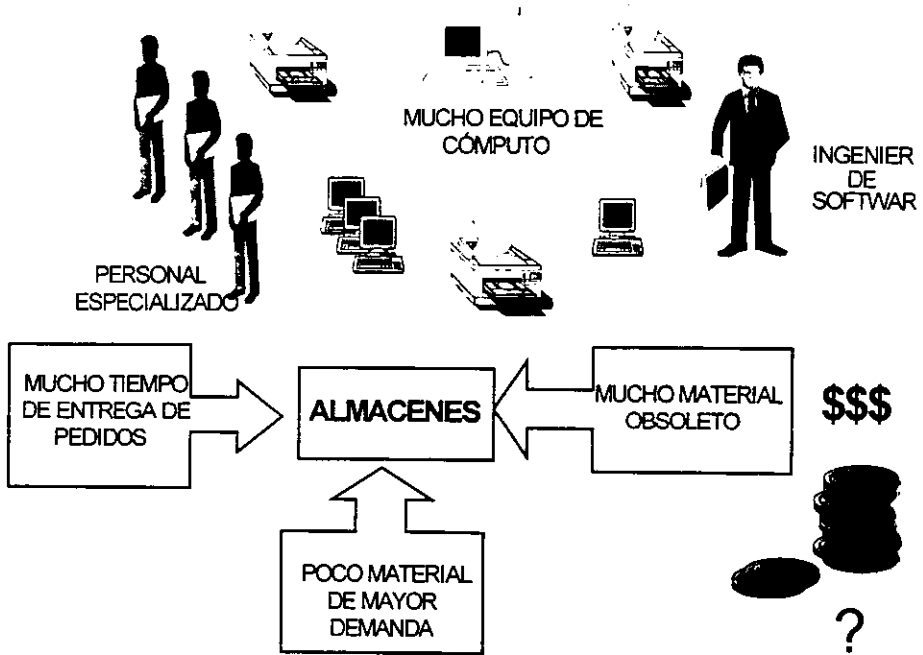 MUCHO EQUIPO DE
CÓMPUTO
INGENIER
DE
SOFTWAR
PERSONAL
ESPECIALIZADO
MUCHO TIEMPO
DE ENTREGA DE
PEDIDOS
ALMACENES
MUCHO MATERIAL
OBSOLETO
$$$
POCO MATERIAL
DE MAYOR
DEMANDA
?